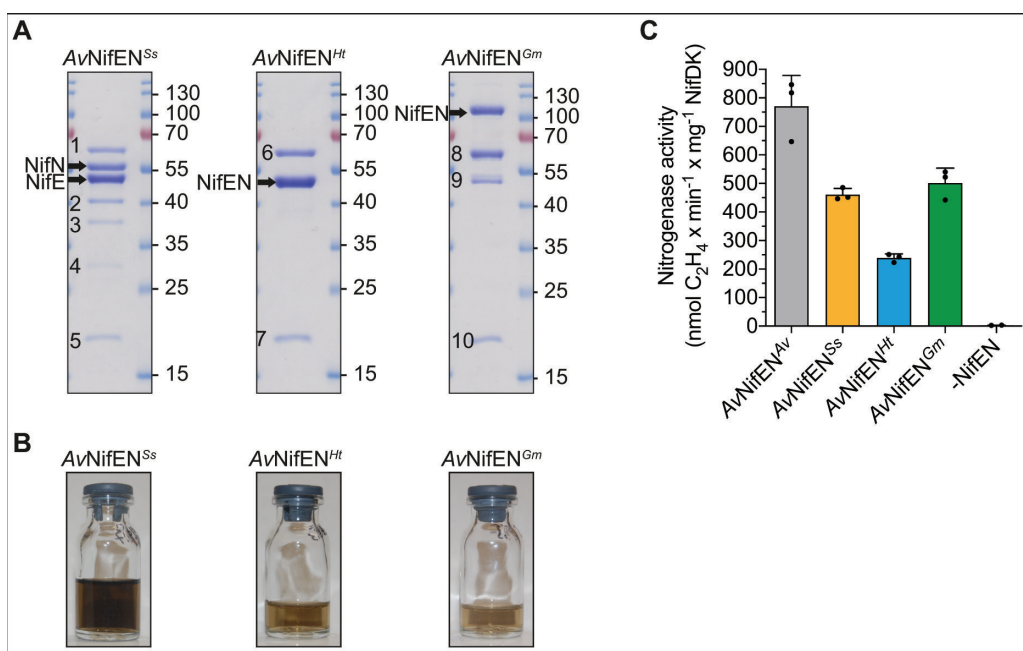 A
AvNifEN^Ss
AvNifEN^Ht
AvNifEN^Gm
1
NifN
NifE
2
3
4
5
130
100
70
55
40
35
25
15
6
NifEN
7
130
100
70
55
40
35
25
15
NifEN
8
9
10
130
100
70
55
40
35
25
15
B
AvNifEN^Ss
AvNifEN^Ht
AvNifEN^Gm
C
Nitrogenase activity
(nmol C₂H₄ x min⁻¹ x mg⁻¹ NifDK)
900
800
700
600
500
400
300
200
100
0
AvNifEN^Av
AvNifEN^Ss
AvNifEN^Ht
AvNifEN^Gm
-NifEN